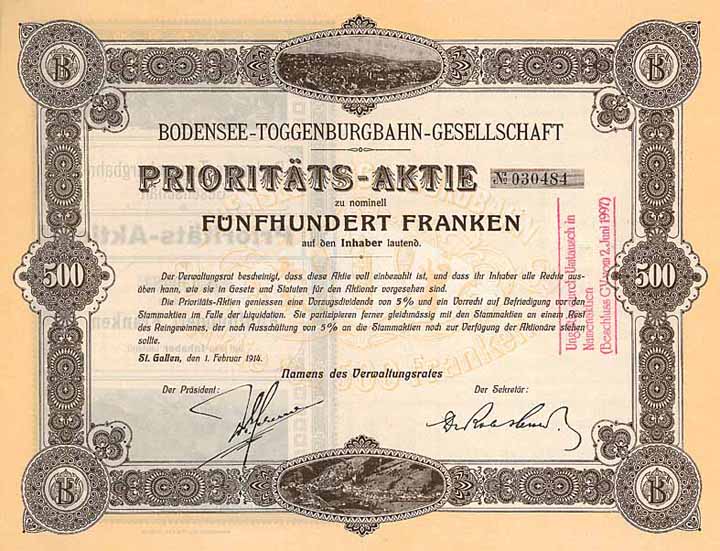 B B
BODENSEE-TOGGENBURGBAHN-GESELLSCHAFT
PRIORITÄTS-AKTIE
№ 030484
zu nominell
FÜNFHUNDERT FRANKEN
auf den Inhaber lautend.
500 500
Der Verwaltungsrat bescheinigt, dass diese Aktie voll einbezahlt ist, und dass ihr Inhaber alle Rechte aus-
üben kann, wie sie in Gesetz und Statuten für den Aktionär vorgesehen sind.
Die Prioritäts-Aktien geniessen eine Vorzugsdividende von 5% und ein Vorrecht auf Befriedigung vor den
Stammaktien im Falle der Liquidation. Sie partizipieren ferner gleichmässig mit den Stammaktien an einem Rest
des Reingewinnes, der nach Ausschüttung von 5% an die Stammaktien noch zur Verfügung der Aktionäre stehen
sollte.
St. Gallen, den 1. Februar 1914.
Namens des Verwaltungsrates
Der Präsident:
Der Sekretär:
durch Umtausch in
Namenaktien
(Beschluss GV vom 2. Juni 1997)
B B